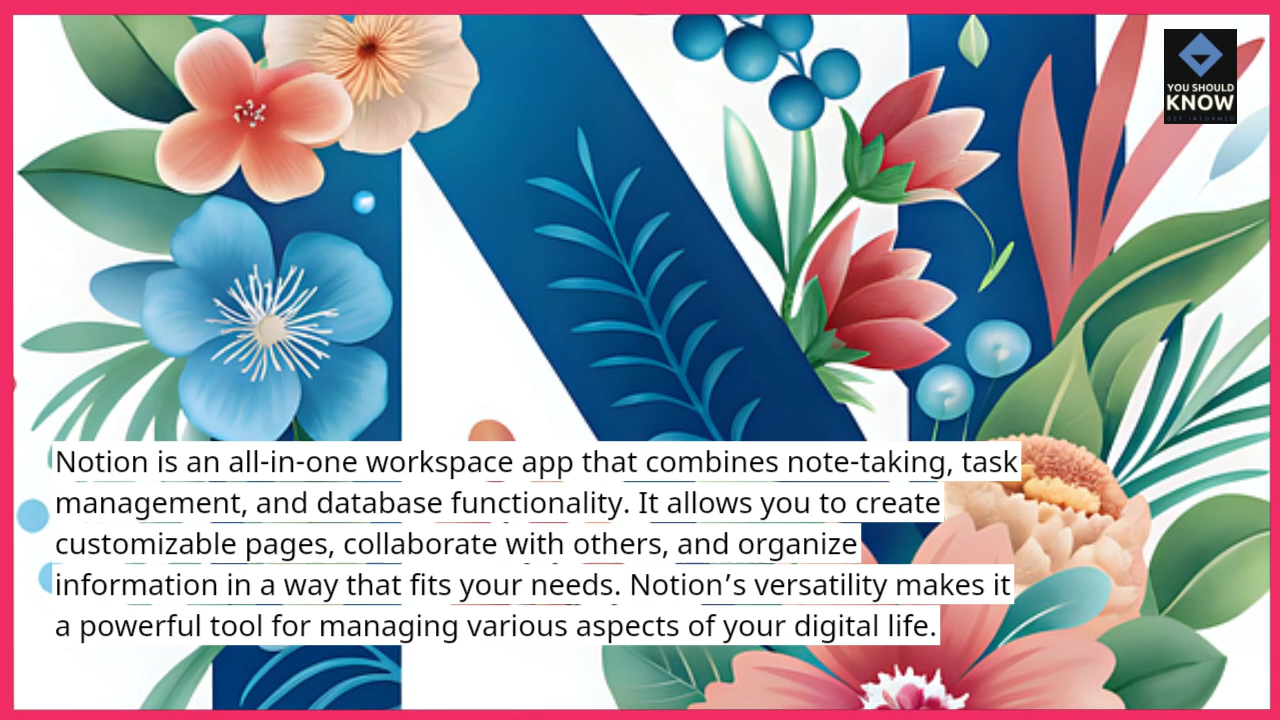 YOU SHOULD
KNOW
GET INFORMED
Notion is an all-in-one workspace app that combines note-taking, task
management, and database functionality. It allows you to create
customizable pages, collaborate with others, and organize
information in a way that fits your needs. Notion’s versatility makes it
a powerful tool for managing various aspects of your digital life.